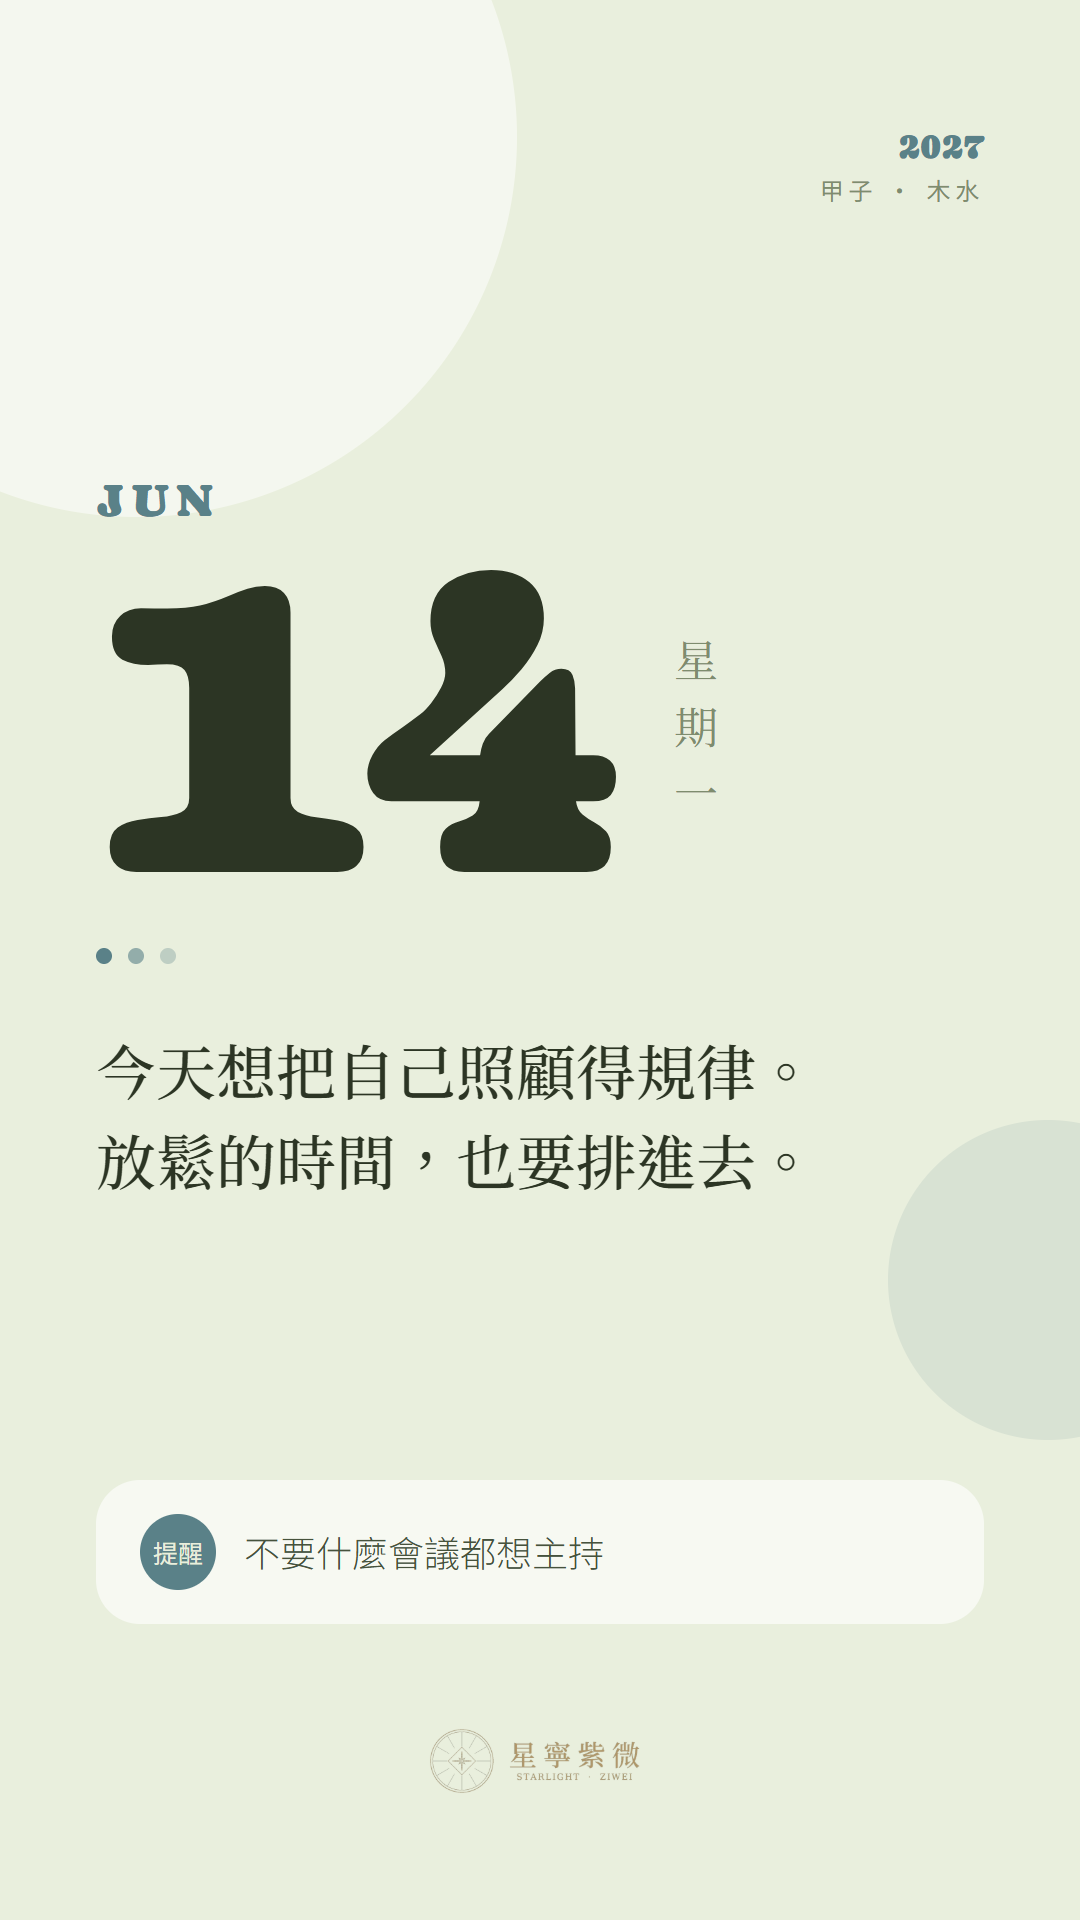 2027
甲子 · 木水
JUN
14
星期一
今天想把自己照顧得規律。
放鬆的時間，也要排進去。
提醒 不要什麼會議都想主持
星寧紫微
STARLIGHT · ZIWEI